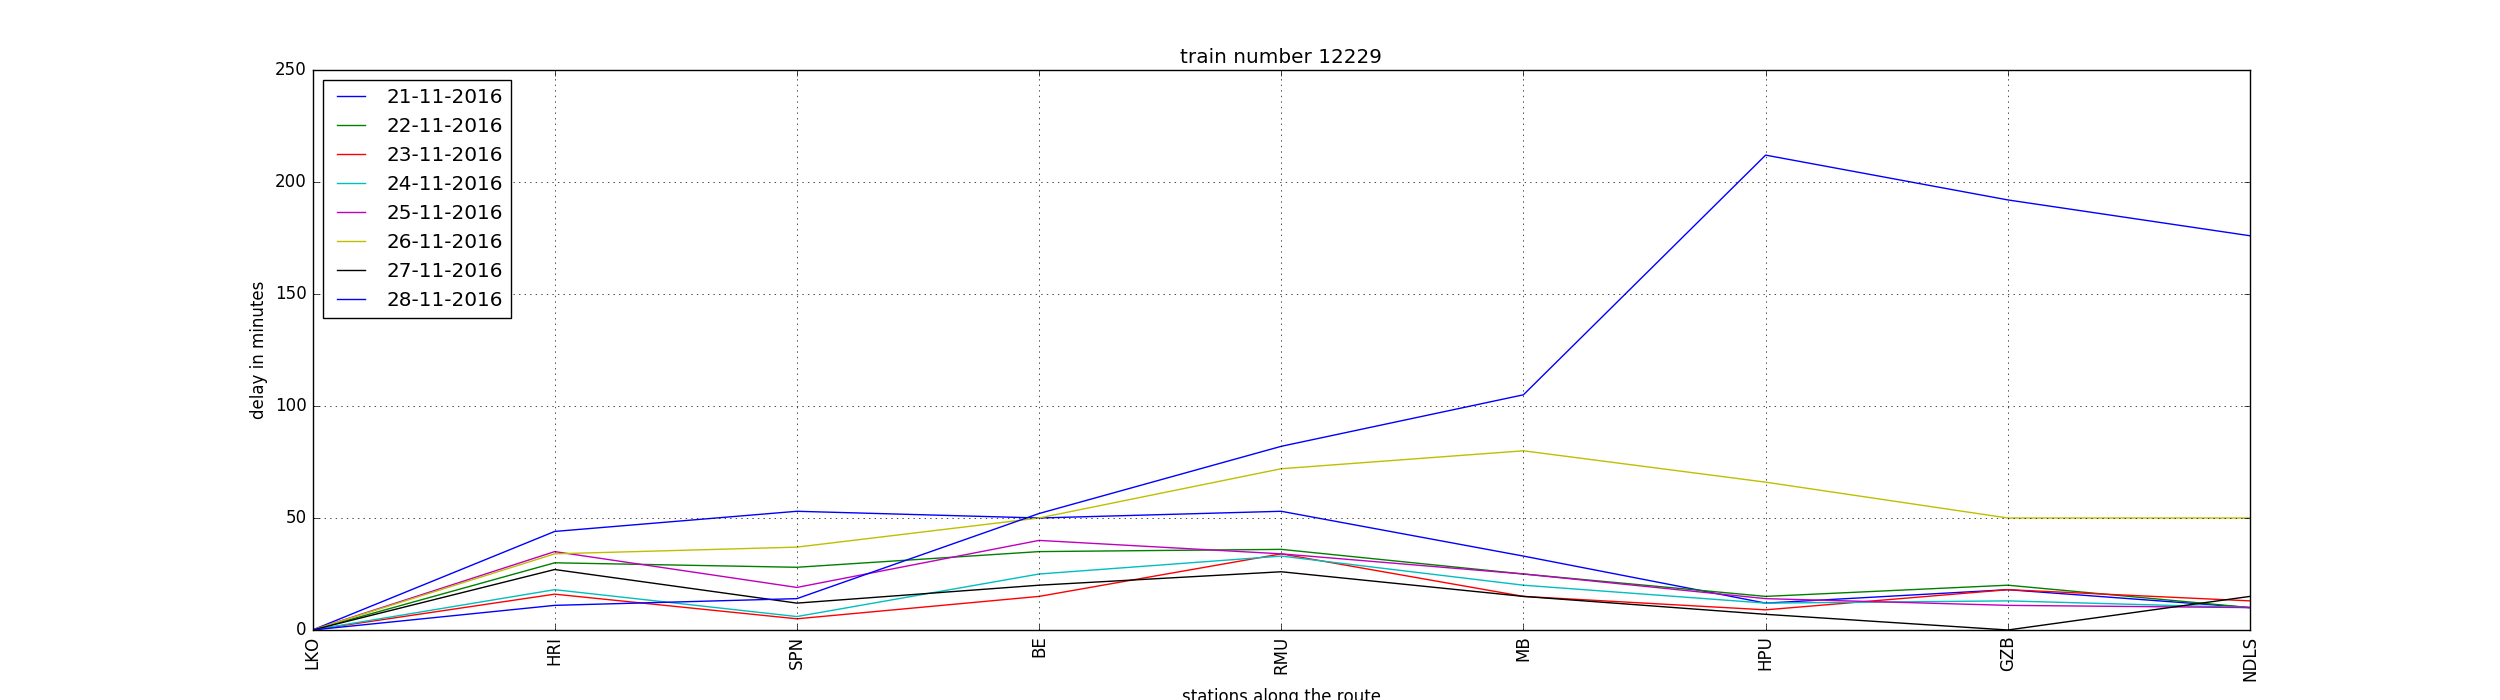 train number 12229
250
200
150
100
50
0
delay in minutes
21-11-2016
22-11-2016
23-11-2016
24-11-2016
25-11-2016
26-11-2016
27-11-2016
28-11-2016
LKO
HRI
SPN
BE
RMU
MB
HPU
GZB
NDLS
stations along the route